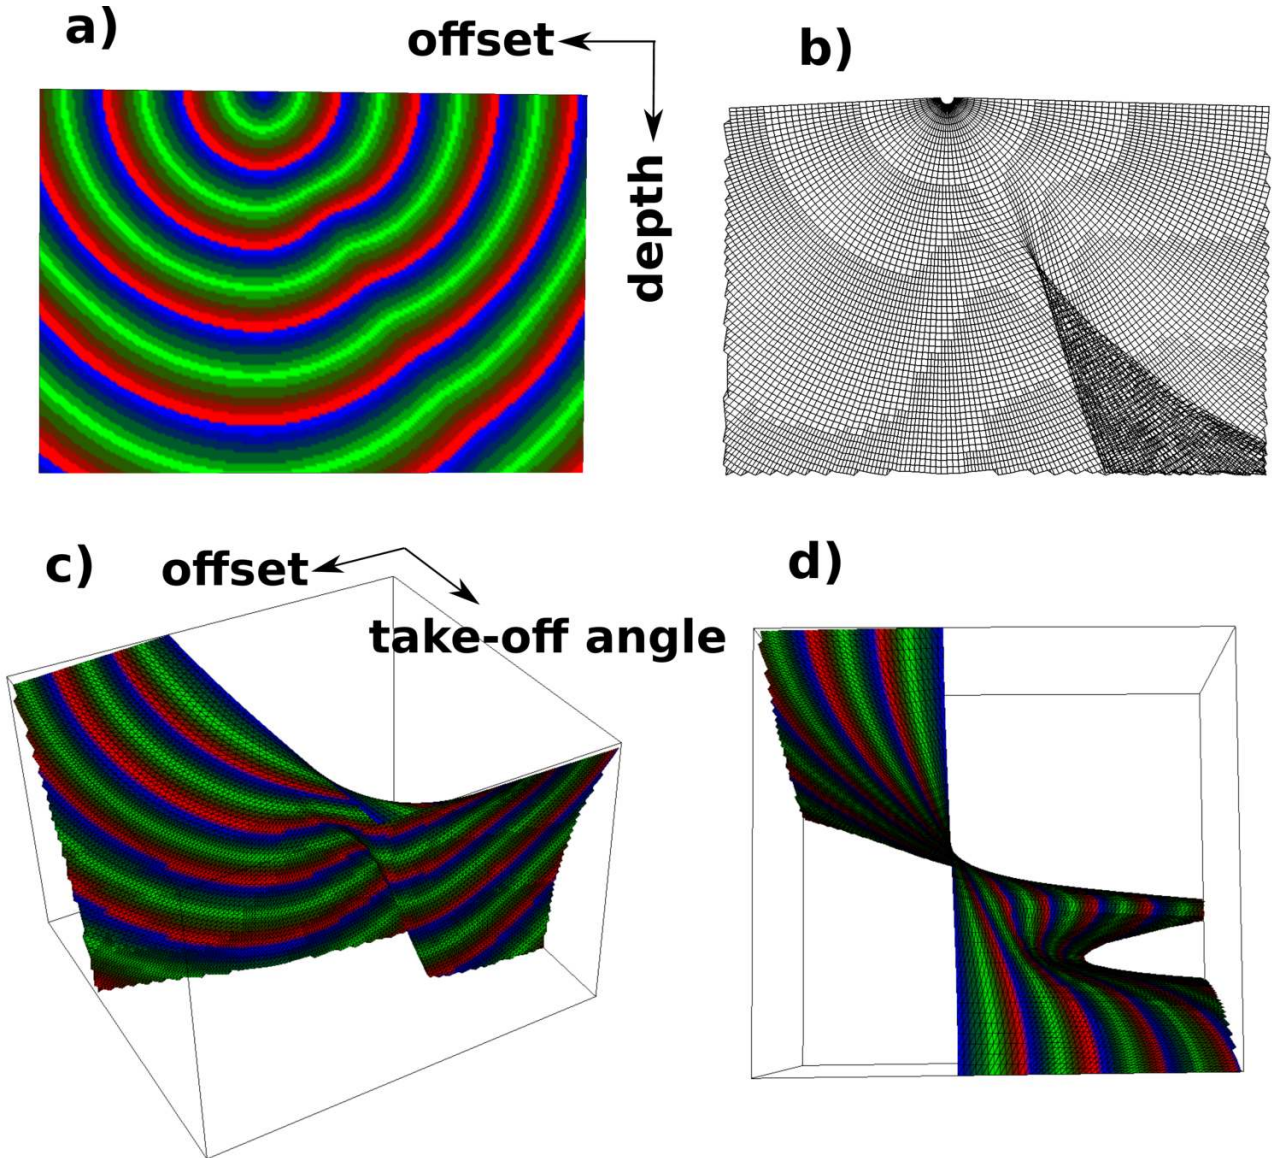 a)
offset
b)
depth
c)
offset
take-off angle
d)